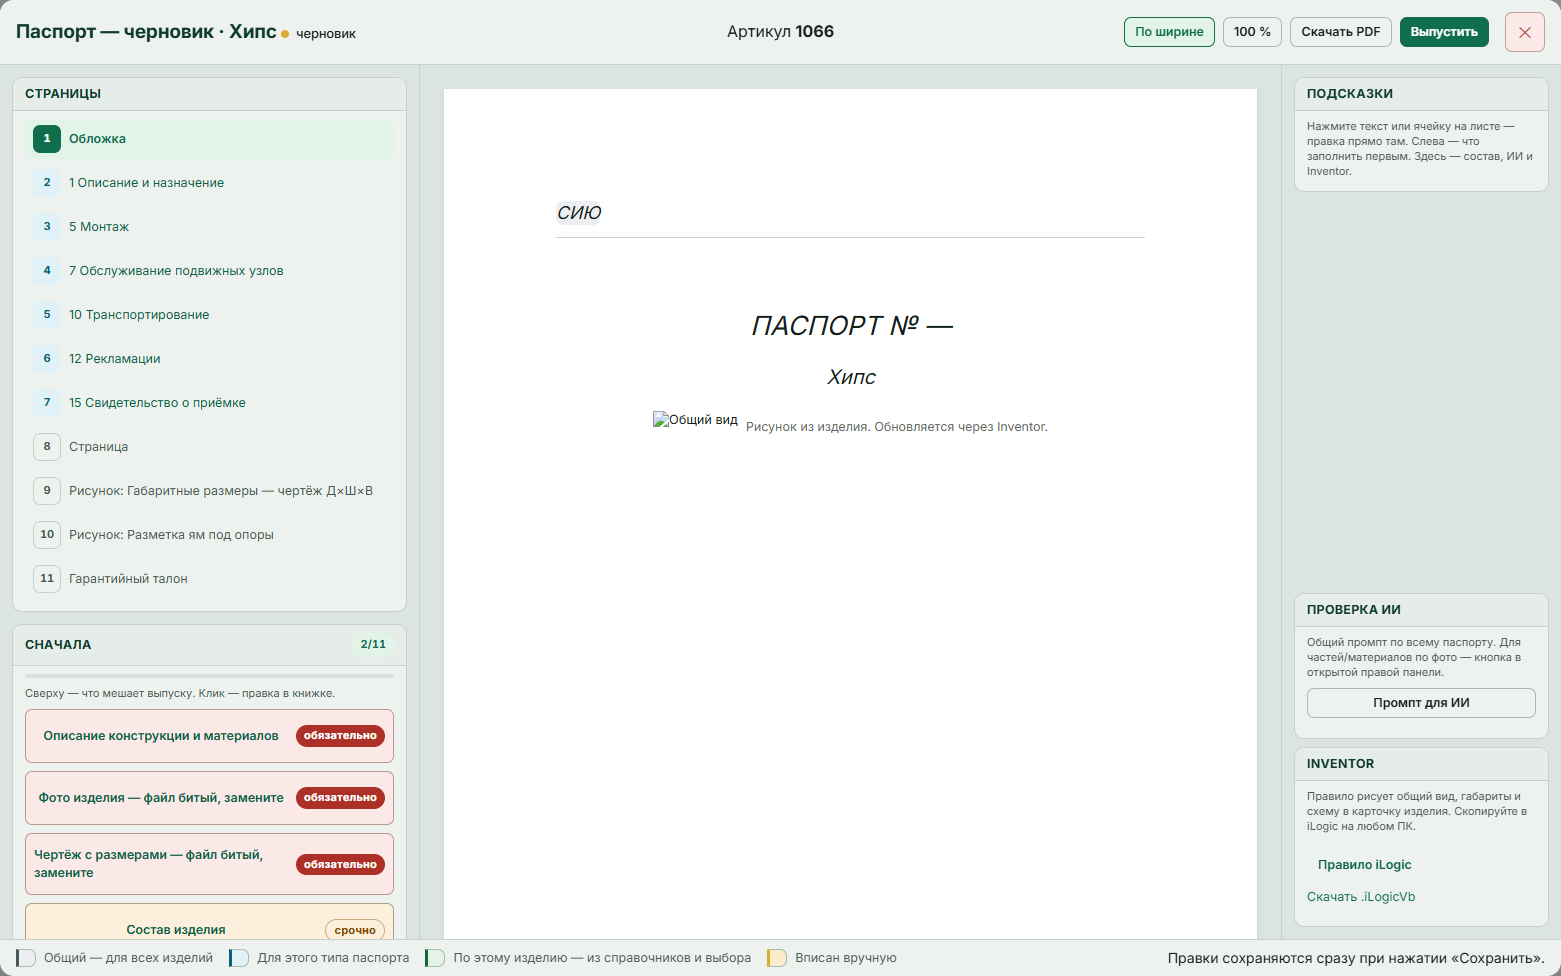 Паспорт — черновик · Хипс черновик
Артикул 1066
По ширине
100 %
Скачать PDF
Выпустить
СТРАНИЦЫ
1 Обложка
2 1 Описание и назначение
3 5 Монтаж
4 7 Обслуживание подвижных узлов
5 10 Транспортирование
6 12 Рекламации
7 15 Свидетельство о приёмке
8 Страница
9 Рисунок: Габаритные размеры — чертёж Д×Ш×В
10 Рисунок: Разметка ям под опоры
11 Гарантийный талон
СНАЧАЛА 2/11
Сверху — что мешает выпуску. Клик — правка в книжке.
Описание конструкции и материалов обязательно
Фото изделия — файл битый, замените обязательно
Чертёж с размерами — файл битый,
замените
обязательно
Состав изделия срочно
СИЮ
ПАСПОРТ № —
Хипс
Общий вид Рисунок из изделия. Обновляется через Inventor.
ПОДСКАЗКИ
Нажмите текст или ячейку на листе —
правка прямо там. Слева — что
заполнить первым. Здесь — состав, ИИ и
Inventor.
ПРОВЕРКА ИИ
Общий промпт по всему паспорту. Для
частей/материалов по фото — кнопка в
открытой правой панели.
Промпт для ИИ
INVENTOR
Правило рисует общий вид, габариты и
схему в карточку изделия. Скопируйте в
iLogic на любом ПК.
Правило iLogic
Скачать .iLogicVb
Общий — для всех изделий
Для этого типа паспорта
По этому изделию — из справочников и выбора
Вписан вручную
Правки сохраняются сразу при нажатии «Сохранить».